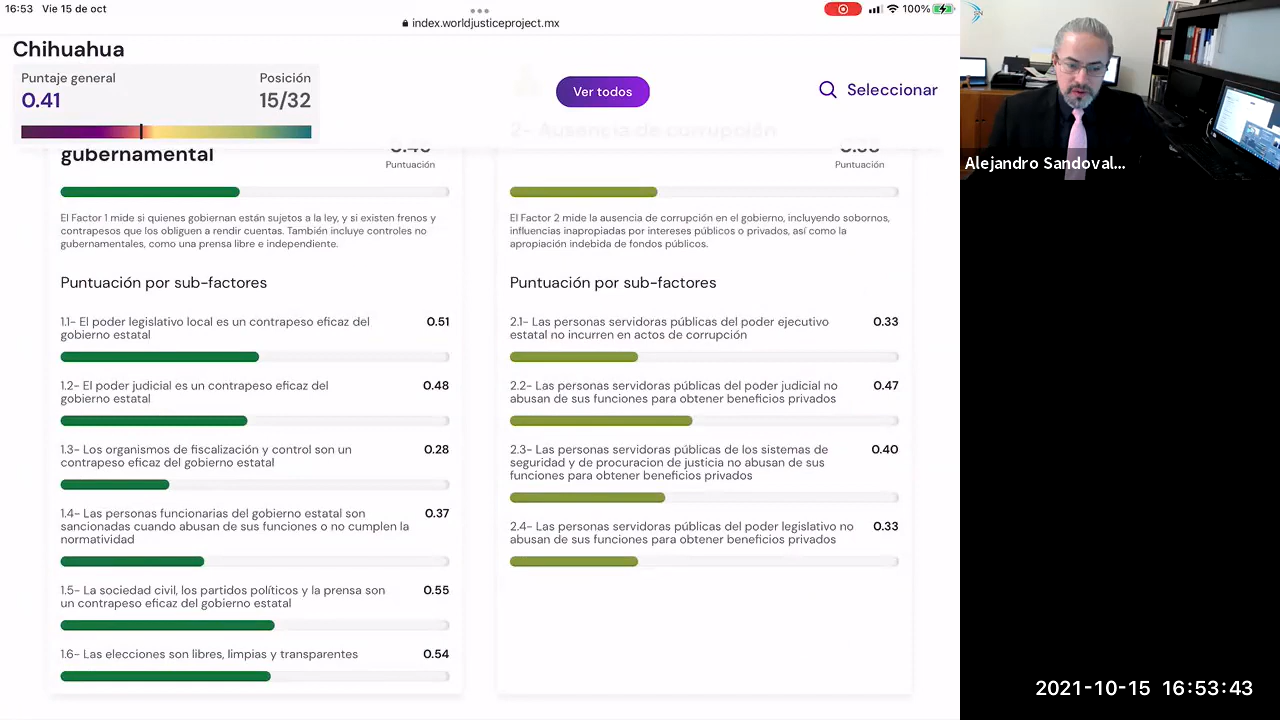 16:53 Vie 15 de oct
100%
index.worldjusticeproject.mx
Chihuahua
Puntaje general
Posición
0.41
15/32
Ver todos
Seleccionar
2- Ausencia de corrupción
gubernamental
Puntuación
Puntuación
El Factor 1 mide si quienes gobiernan están sujetos a la ley, y si existen frenos y
contrapesos que los obliguen a rendir cuentas. También incluye controles no
gubernamentales, como una prensa libre e independiente.
Puntuación por sub-factores
1.1- El poder legislativo local es un contrapeso eficaz del
gobierno estatal
0.51
1.2- El poder judicial es un contrapeso eficaz del
gobierno estatal
0.48
1.3- Los organismos de fiscalización y control son un
contrapeso eficaz del gobierno estatal
0.28
1.4- Las personas funcionarias del gobierno estatal son
sancionadas cuando abusan de sus funciones o no cumplen la
normatividad
0.37
1.5- La sociedad civil, los partidos políticos y la prensa son
un contrapeso eficaz del gobierno estatal
0.55
1.6- Las elecciones son libres, limpias y transparentes
0.54
El Factor 2 mide la ausencia de corrupción en el gobierno, incluyendo sobornos,
influencias inapropiadas por intereses públicos o privados, así como la
apropiación indebida de fondos públicos.
Puntuación por sub-factores
2.1- Las personas servidoras públicas del poder ejecutivo
estatal no incurren en actos de corrupción
0.33
2.2- Las personas servidoras públicas del poder judicial no
abusan de sus funciones para obtener beneficios privados
0.47
2.3- Las personas servidoras públicas de los sistemas de
seguridad y de procuracion de justicia no abusan de sus
funciones para obtener beneficios privados
0.40
2.4- Las personas servidoras públicas del poder legislativo no
abusan de sus funciones para obtener beneficios privados
0.33
Alejandro Sandoval...
2021-10-15 16:53:43